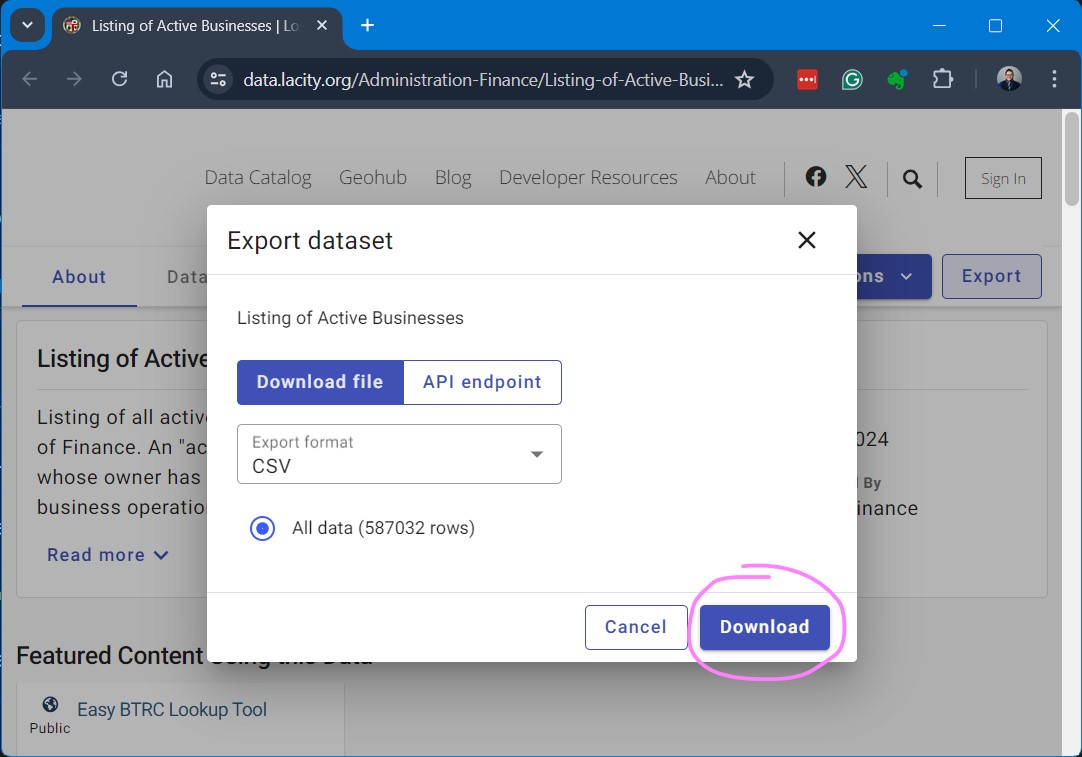 Listing of Active Businesses | Lo
data.lacity.org/Administration-Finance/Listing-of-Active-Busi...
Data Catalog Geohub Blog Developer Resources About Sign In
Export dataset
About Data ons Export
Listing of Active Businesses
Listing of Active
Download file API endpoint
Listing of all activ
of Finance. An "ac
whose owner has
business operatio
Export format
CSV
024
d By
inance
All data (587032 rows)
Read more
Cancel Download
Featured Content Using this Data
Easy BTRC Lookup Tool
Public